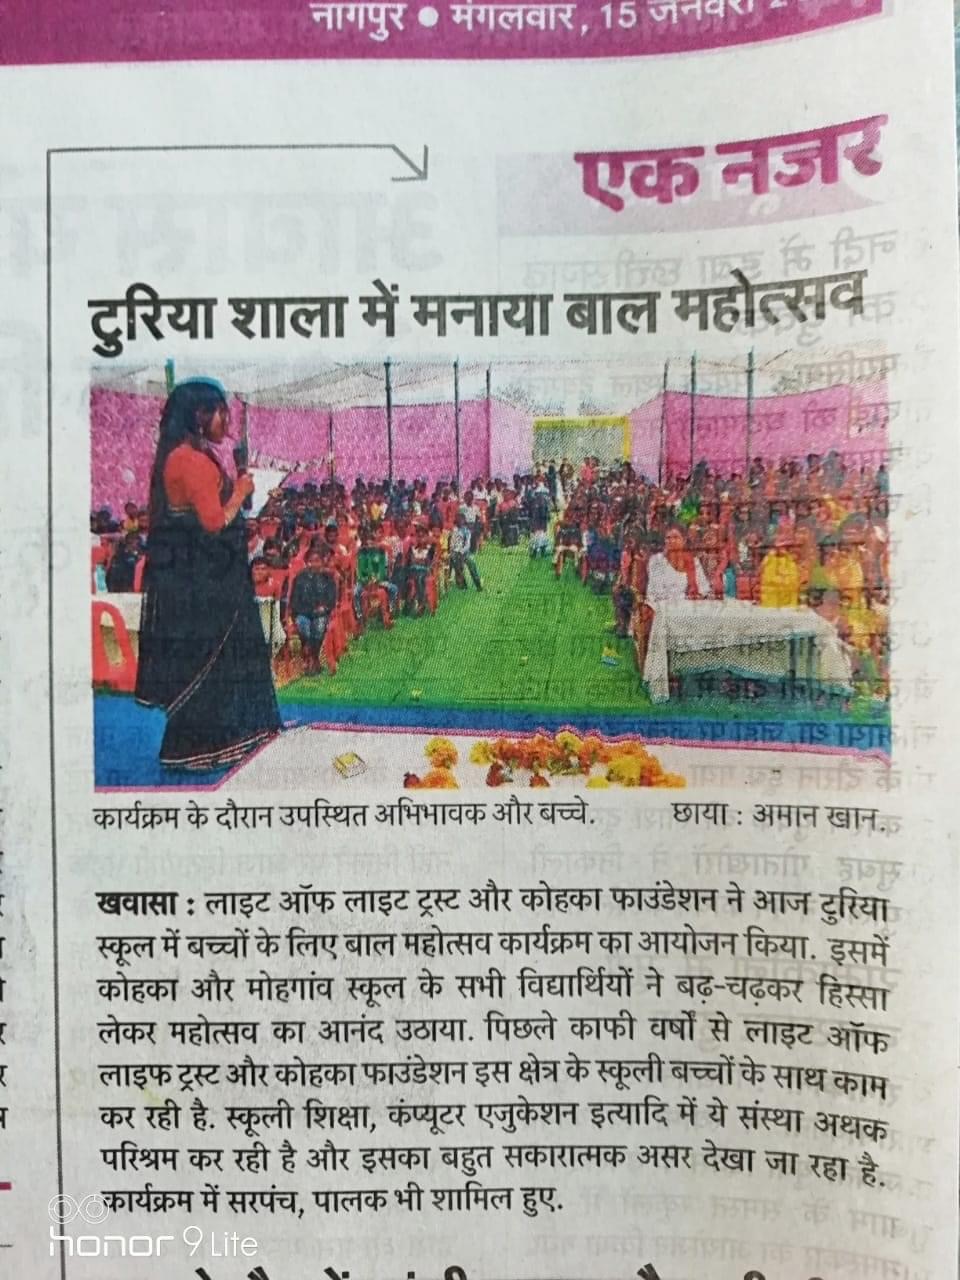 नागपुर ● मंगलवार, 15 जनवरी
एक नज़र
टुरिया शाला में मनाया बाल महोत्सव
कार्यक्रम के दौरान उपस्थित अभिभावक और बच्चे. छाया : अमान खान.
खवासा : लाइट ऑफ लाइट ट्रस्ट और कोहका फाउंडेशन ने आज टुरिया
स्कूल में बच्चों के लिए बाल महोत्सव कार्यक्रम का आयोजन किया. इसमें
कोहका और मोहगांव स्कूल के सभी विद्यार्थियों ने बढ़-चढ़कर हिस्सा
लेकर महोत्सव का आनंद उठाया. पिछले काफी वर्षों से लाइट ऑफ
लाइफ ट्रस्ट और कोहका फाउंडेशन इस क्षेत्र के स्कूली बच्चों के साथ काम
कर रही है. स्कूली शिक्षा, कंप्यूटर एजुकेशन इत्यादि में ये संस्था अथक
परिश्रम कर रही है और इसका बहुत सकारात्मक असर देखा जा रहा है.
कार्यक्रम में सरपंच, पालक भी शामिल हुए.
honor 9 Lite